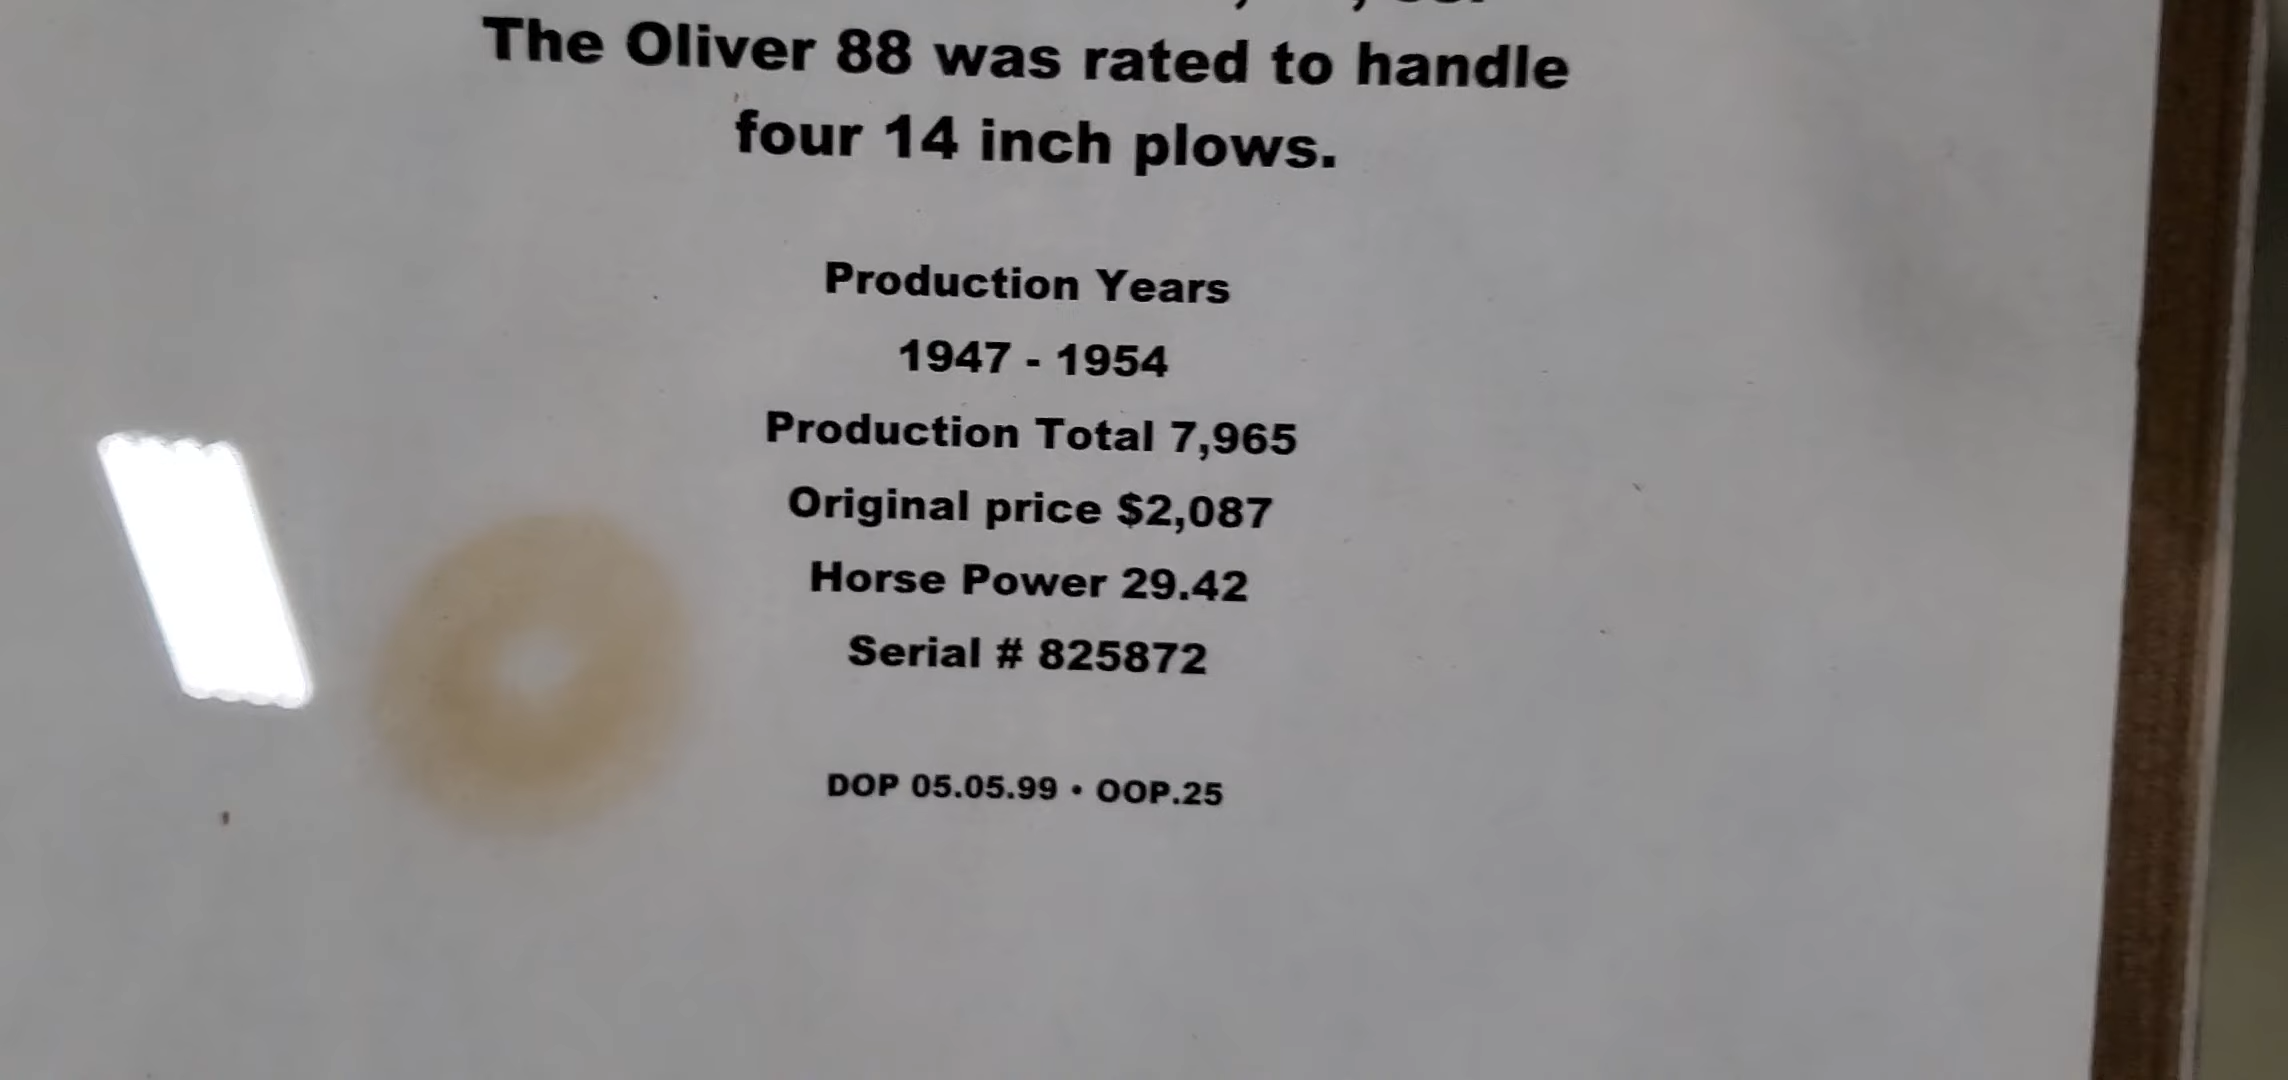 The Oliver 88 was rated to handle
four 14 inch plows.
Production Years
1947 - 1954
Production Total 7,965
Original price $2,087
Horse Power 29.42
Serial # 825872
DOP 05.05.99 • OOP.25